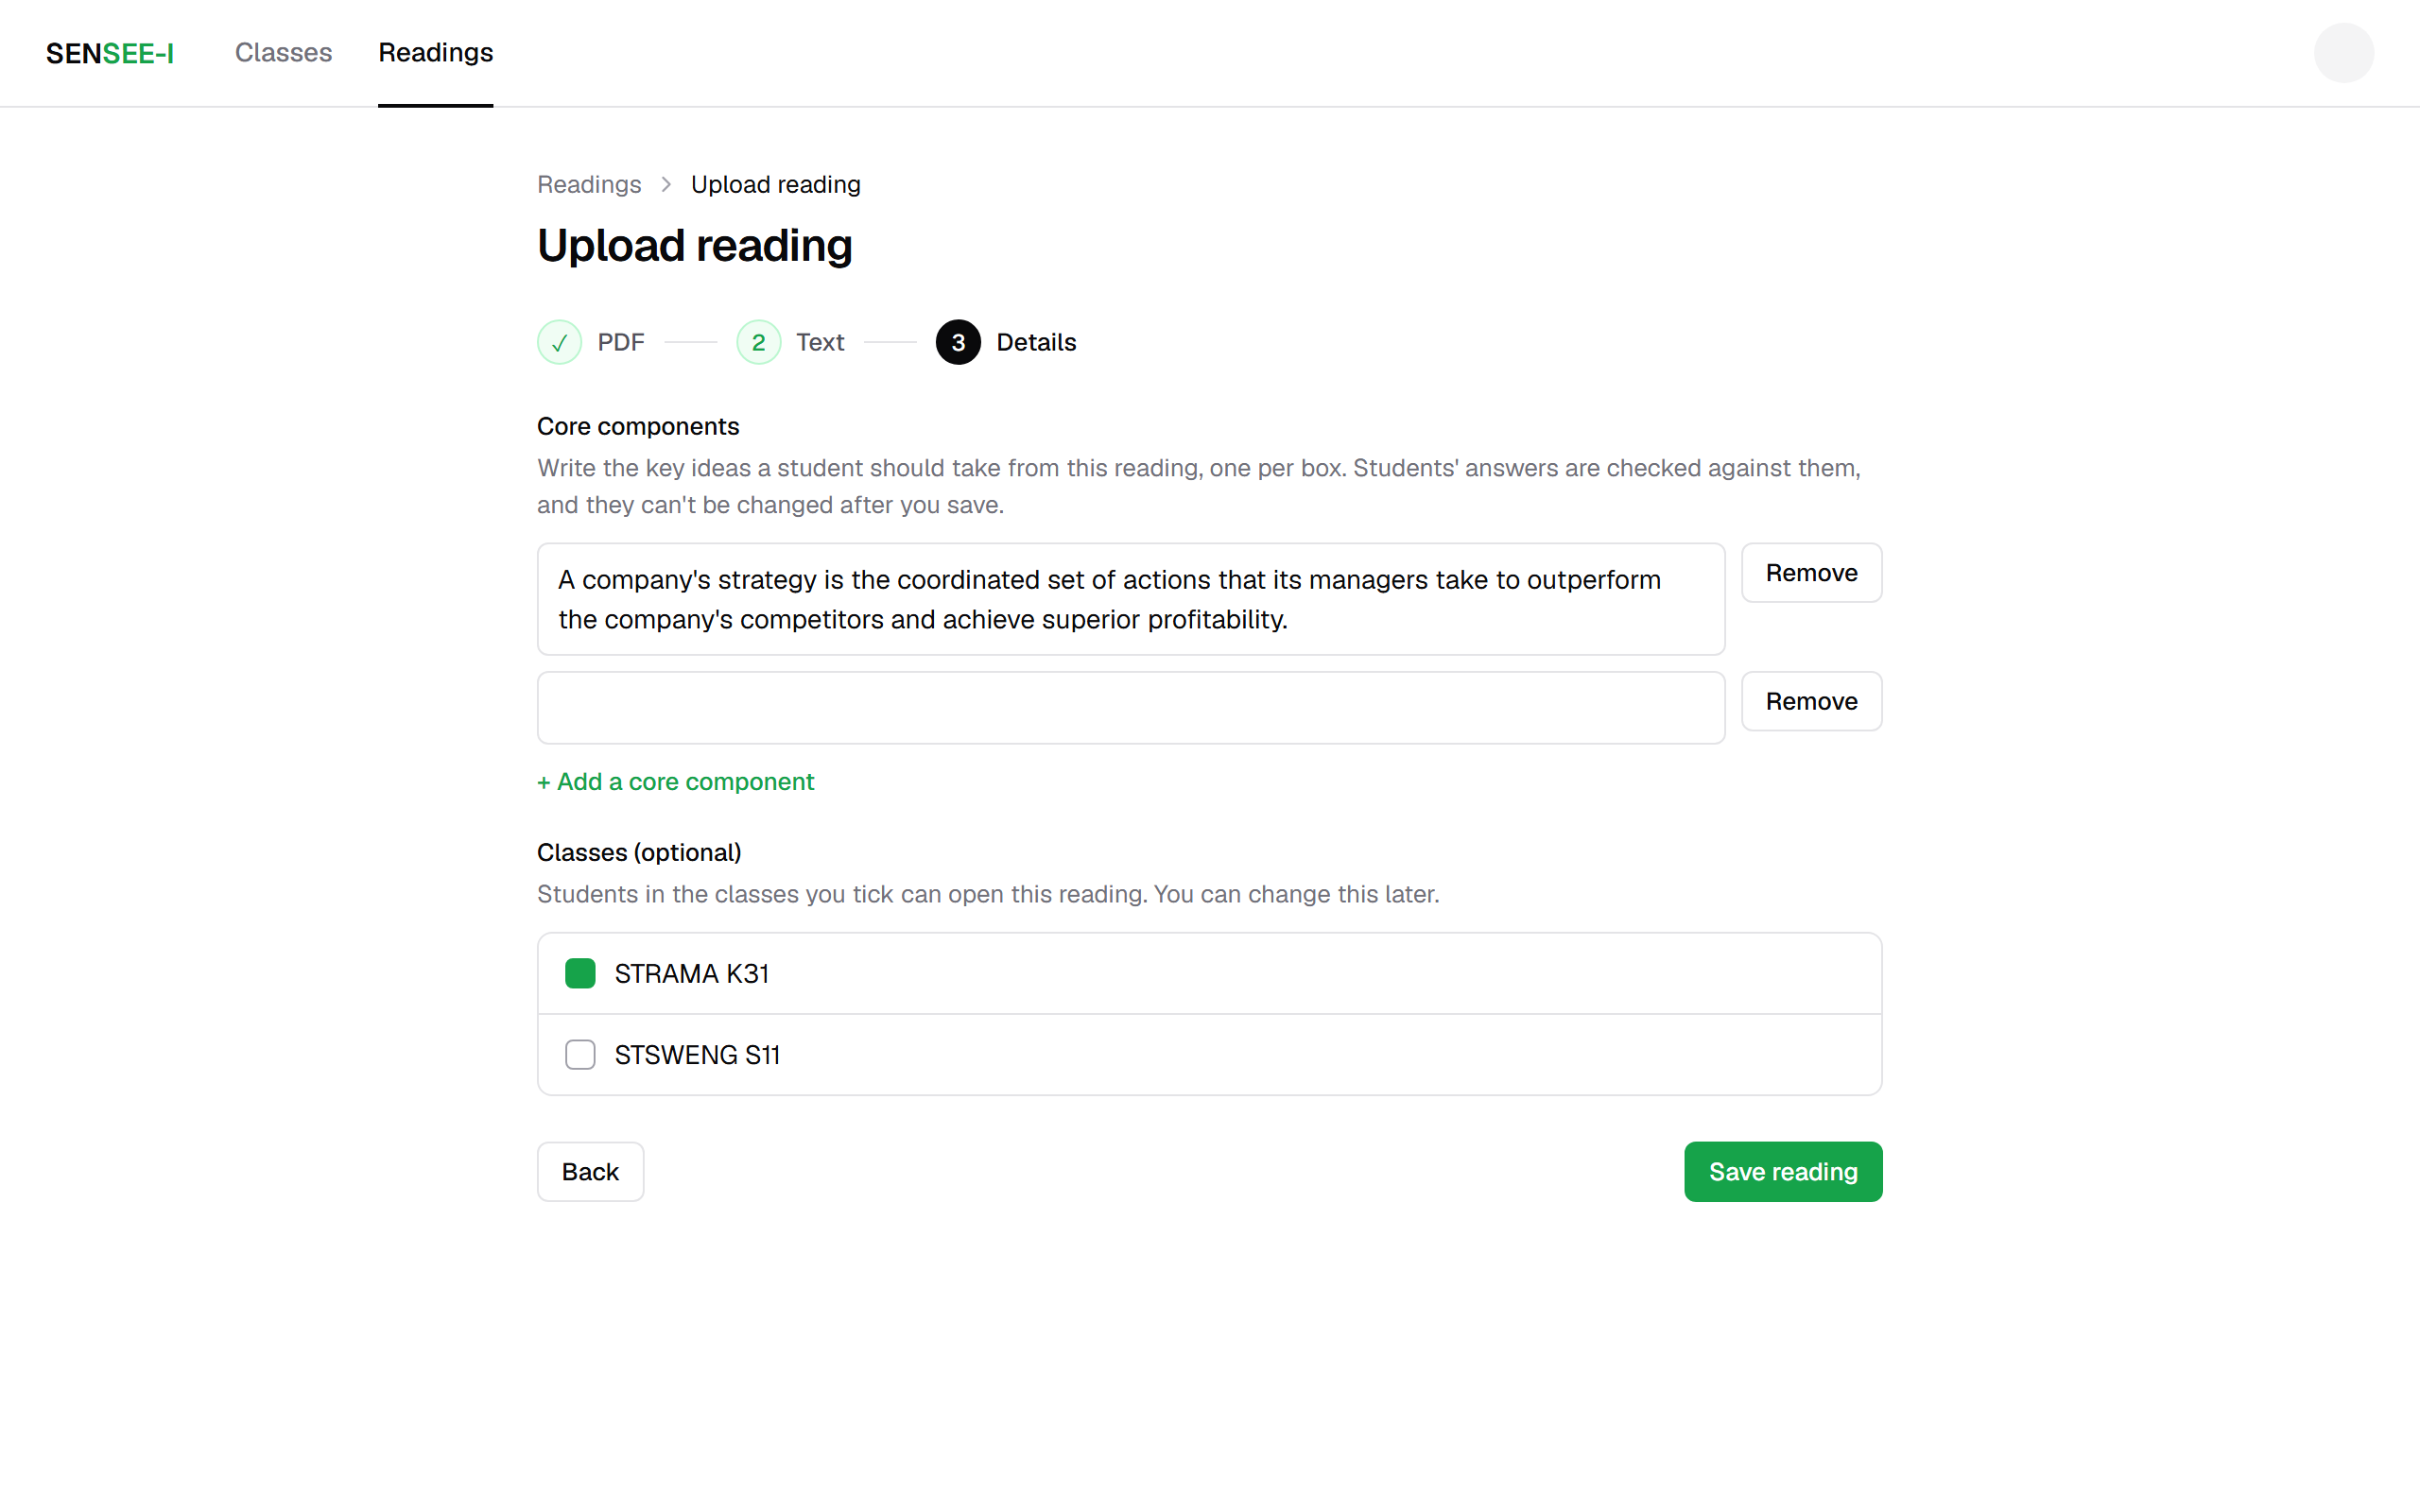 SENSEE-I
Classes
Readings
Readings > Upload reading
Upload reading
✓ PDF
2 Text
3 Details
Core components
Write the key ideas a student should take from this reading, one per box. Students' answers are checked against them,
and they can't be changed after you save.
A company's strategy is the coordinated set of actions that its managers take to outperform
the company's competitors and achieve superior profitability.
Remove
Remove
+ Add a core component
Classes (optional)
Students in the classes you tick can open this reading. You can change this later.
STRAMA K31
STSWENG S11
Back
Save reading